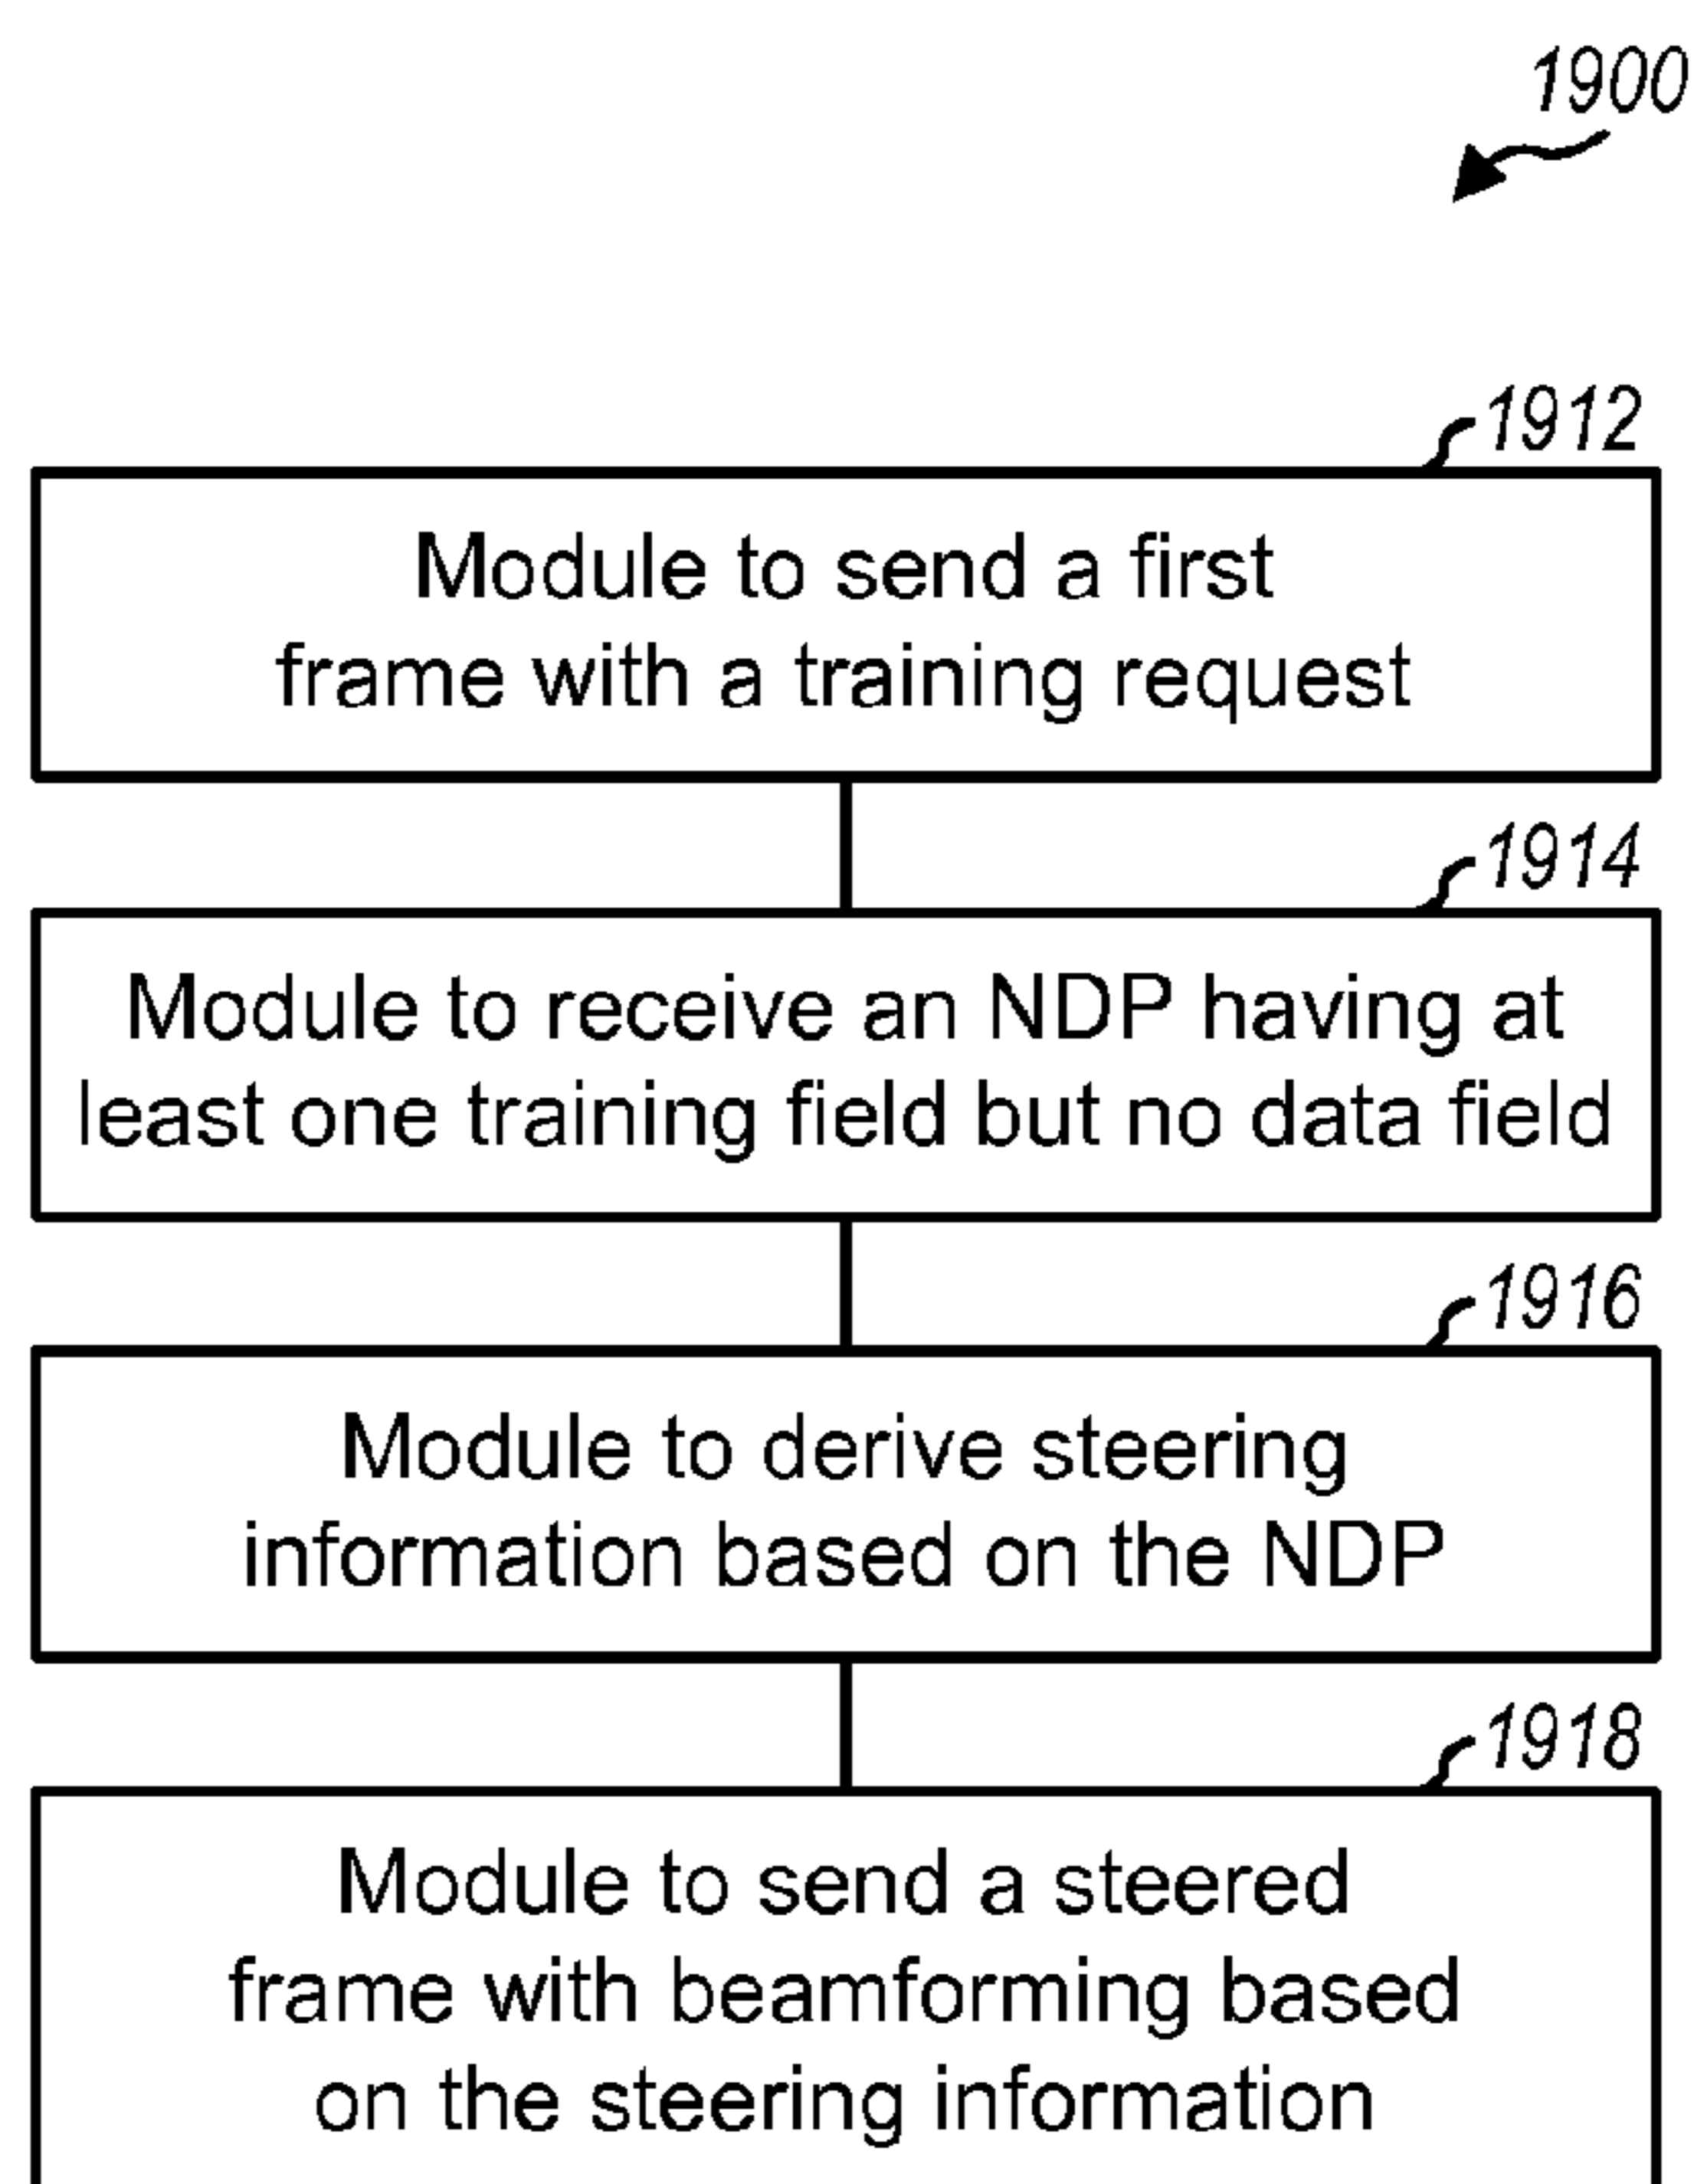 1900
1912
Module to send a first
frame with a training request
1914
Module to receive an NDP having at
least one training field but no data field
1916
Module to derive steering
information based on the NDP
1918
Module to send a steered
frame with beamforming based
on the steering information